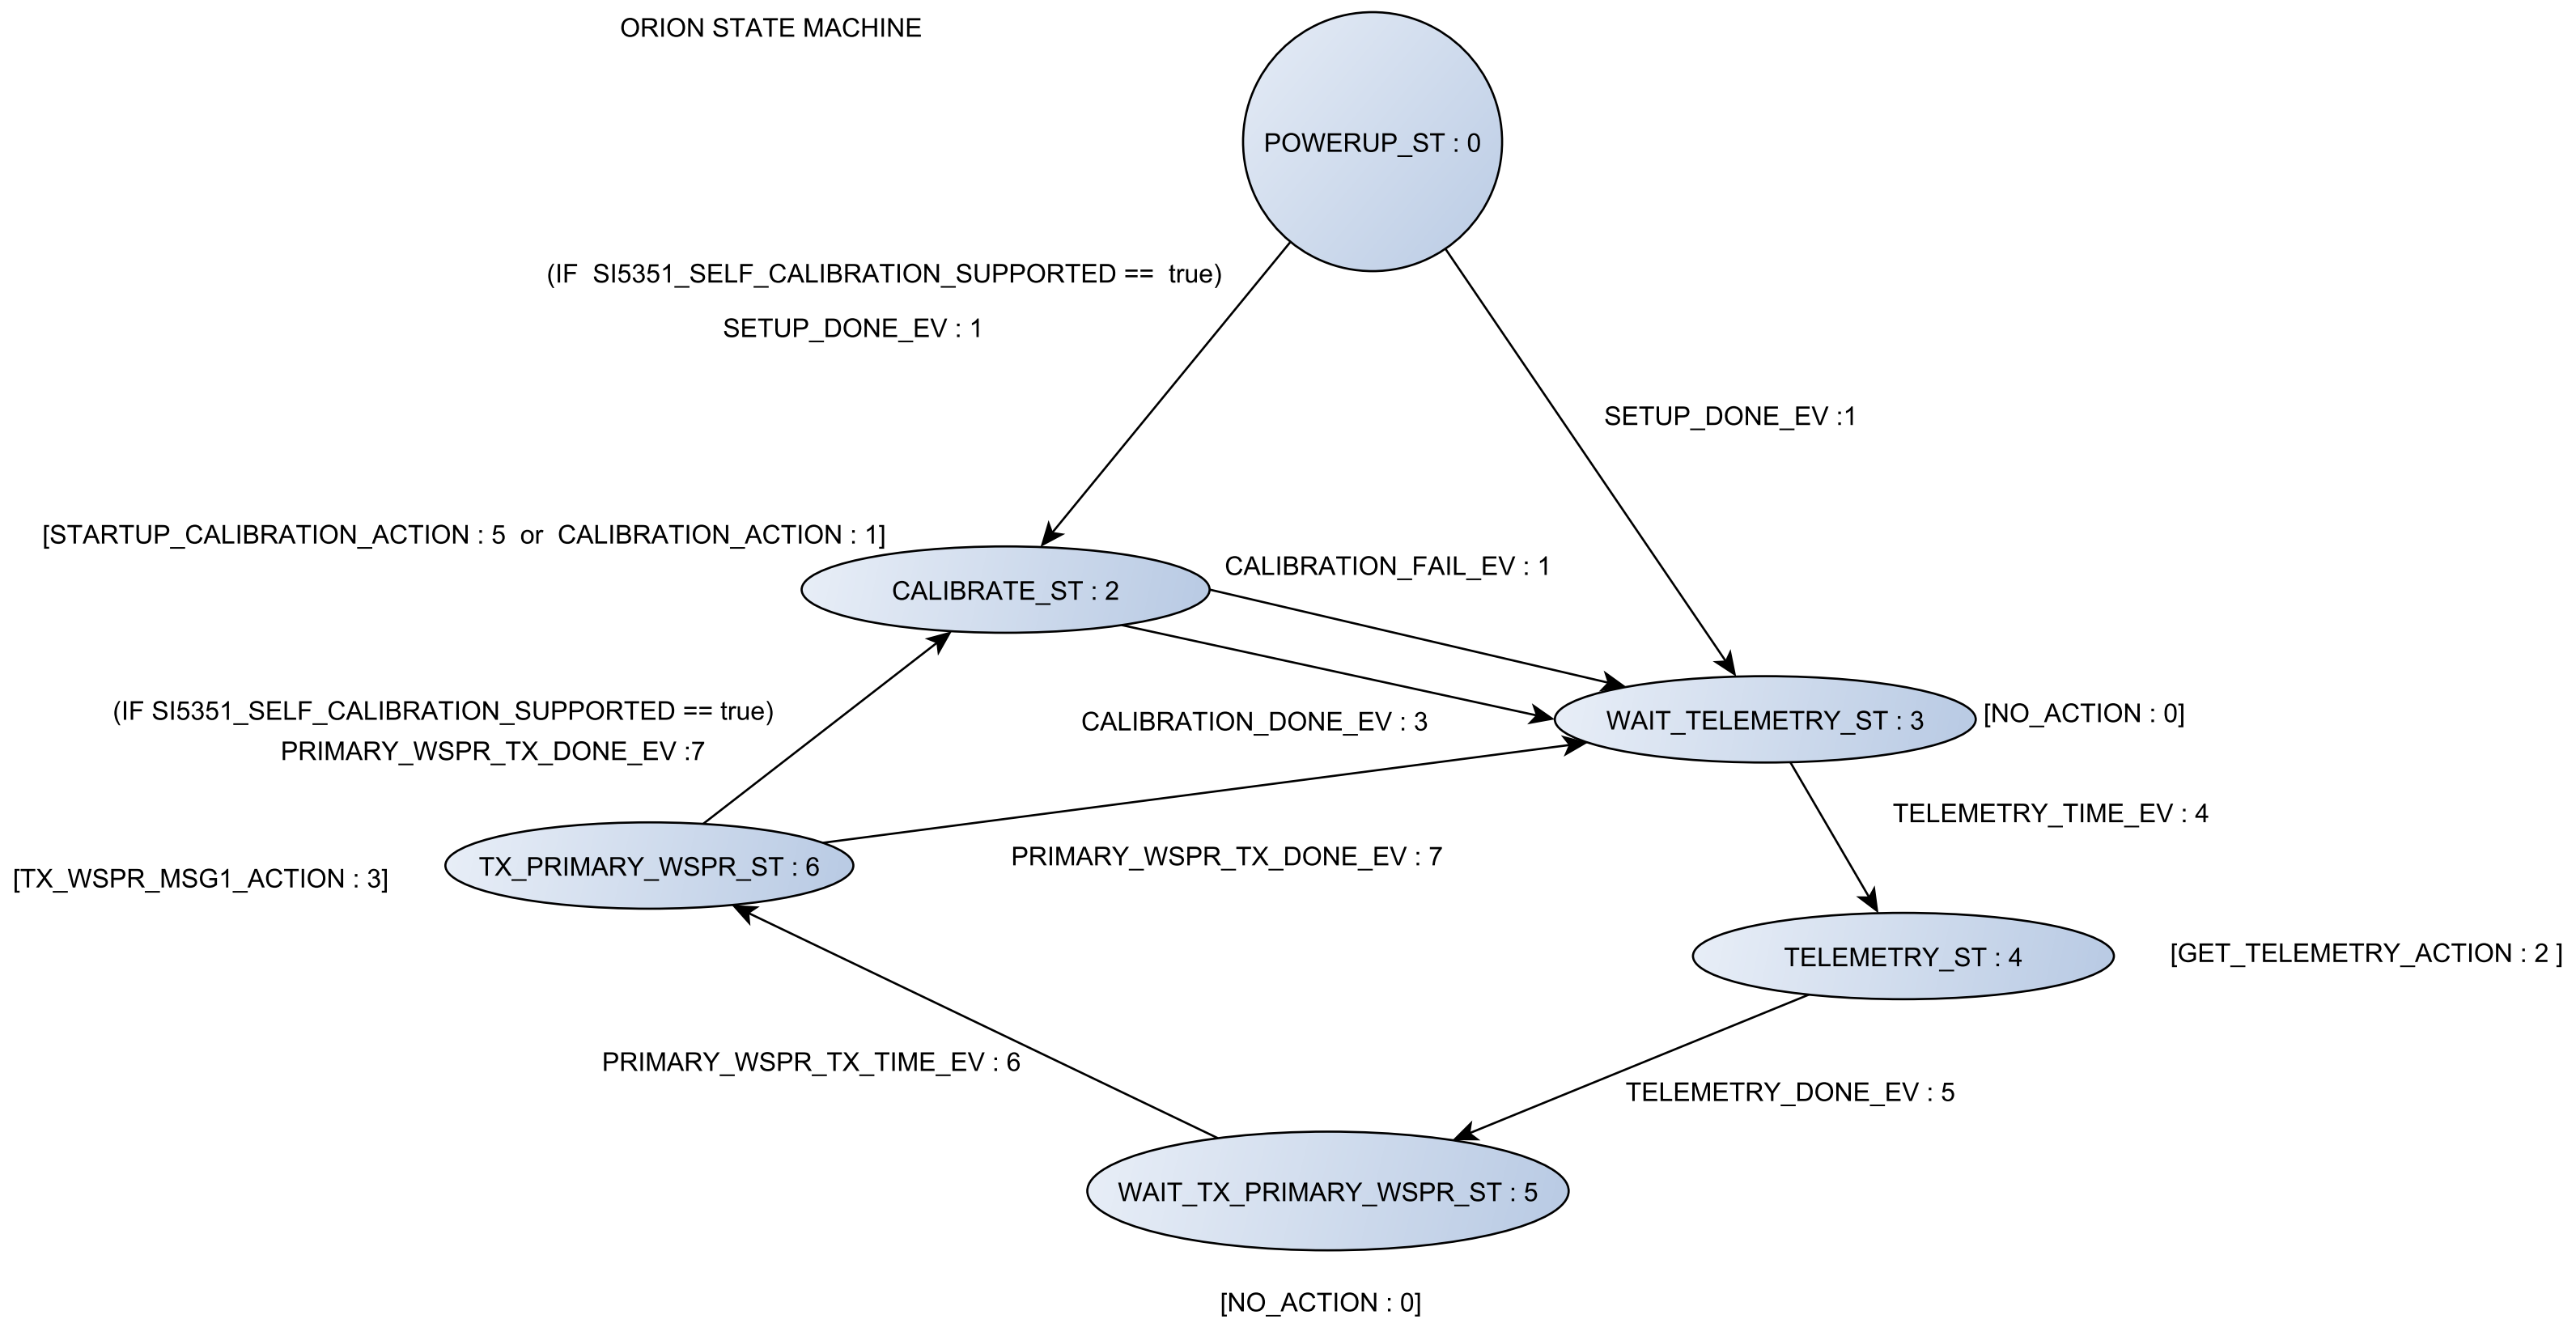 ORION STATE MACHINE
POWERUP_ST : 0
(IF  SI5351_SELF_CALIBRATION_SUPPORTED ==  true)
SETUP_DONE_EV : 1
SETUP_DONE_EV :1
[STARTUP_CALIBRATION_ACTION : 5  or  CALIBRATION_ACTION : 1]
CALIBRATION_FAIL_EV : 1
CALIBRATE_ST : 2
(IF SI5351_SELF_CALIBRATION_SUPPORTED == true)
PRIMARY_WSPR_TX_DONE_EV :7
CALIBRATION_DONE_EV : 3
WAIT_TELEMETRY_ST : 3
[NO_ACTION : 0]
TELEMETRY_TIME_EV : 4
PRIMARY_WSPR_TX_DONE_EV : 7
TX_PRIMARY_WSPR_ST : 6
[TX_WSPR_MSG1_ACTION : 3]
TELEMETRY_ST : 4
[GET_TELEMETRY_ACTION : 2 ]
PRIMARY_WSPR_TX_TIME_EV : 6
TELEMETRY_DONE_EV : 5
WAIT_TX_PRIMARY_WSPR_ST : 5
[NO_ACTION : 0]